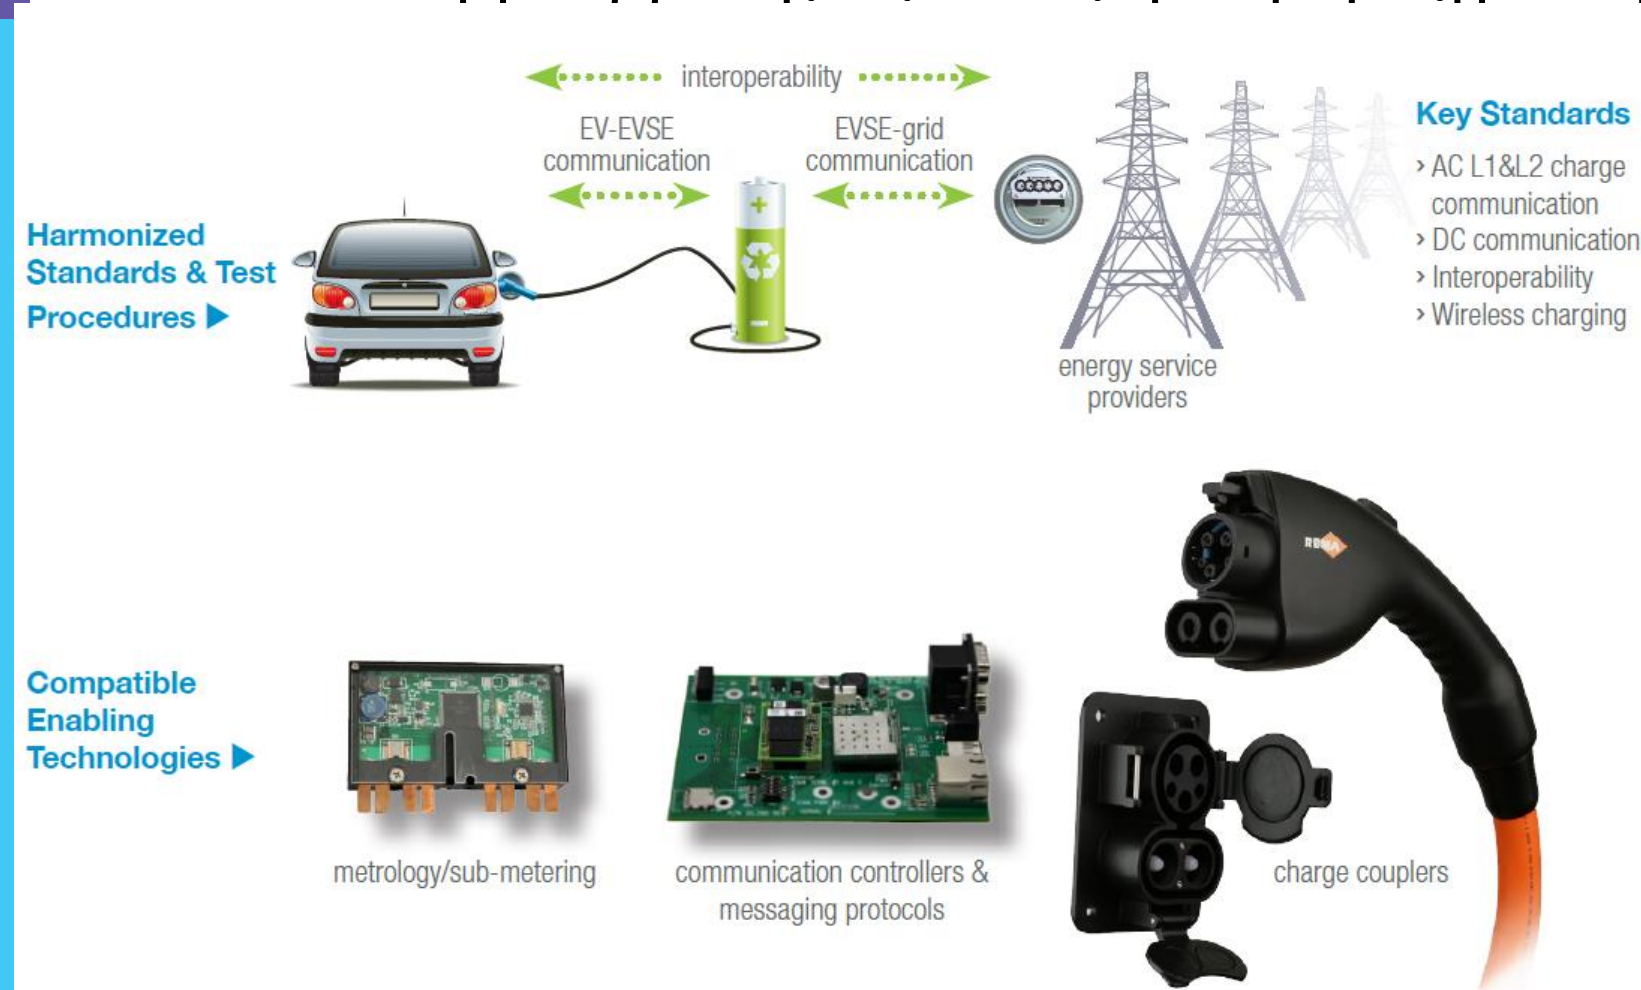 interoperability
EV-EVSE
communication
EVSE-grid
communication
Key Standards
› AC L1&L2 charge
communication
› DC communication
› Interoperability
› Wireless charging
Harmonized
Standards & Test
Procedures ▶
energy service
providers
REMA
Compatible
Enabling
Technologies ▶
metrology/sub-metering
communication controllers &
messaging protocols
charge couplers